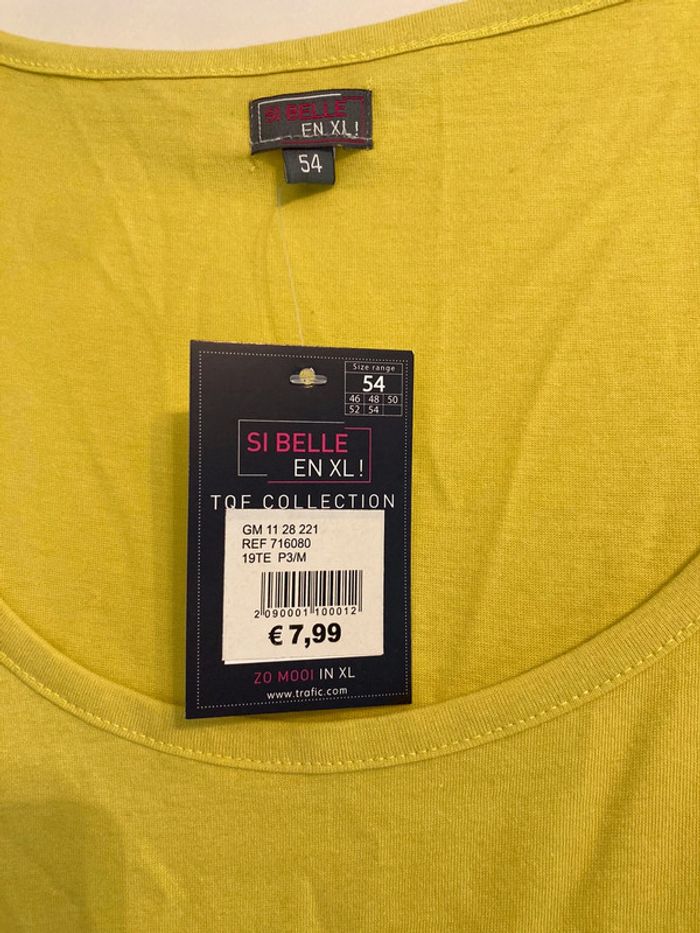 SI BELLE
EN XL!
54
Size range
54
46 48 50
52 54
SI BELLE
EN XL!
TQF COLLECTION
GM 11 28 221
REF 716080
19TE P3/M
2 090001 100012
€ 7,99
ZO MOOI IN XL
www.trafic.com